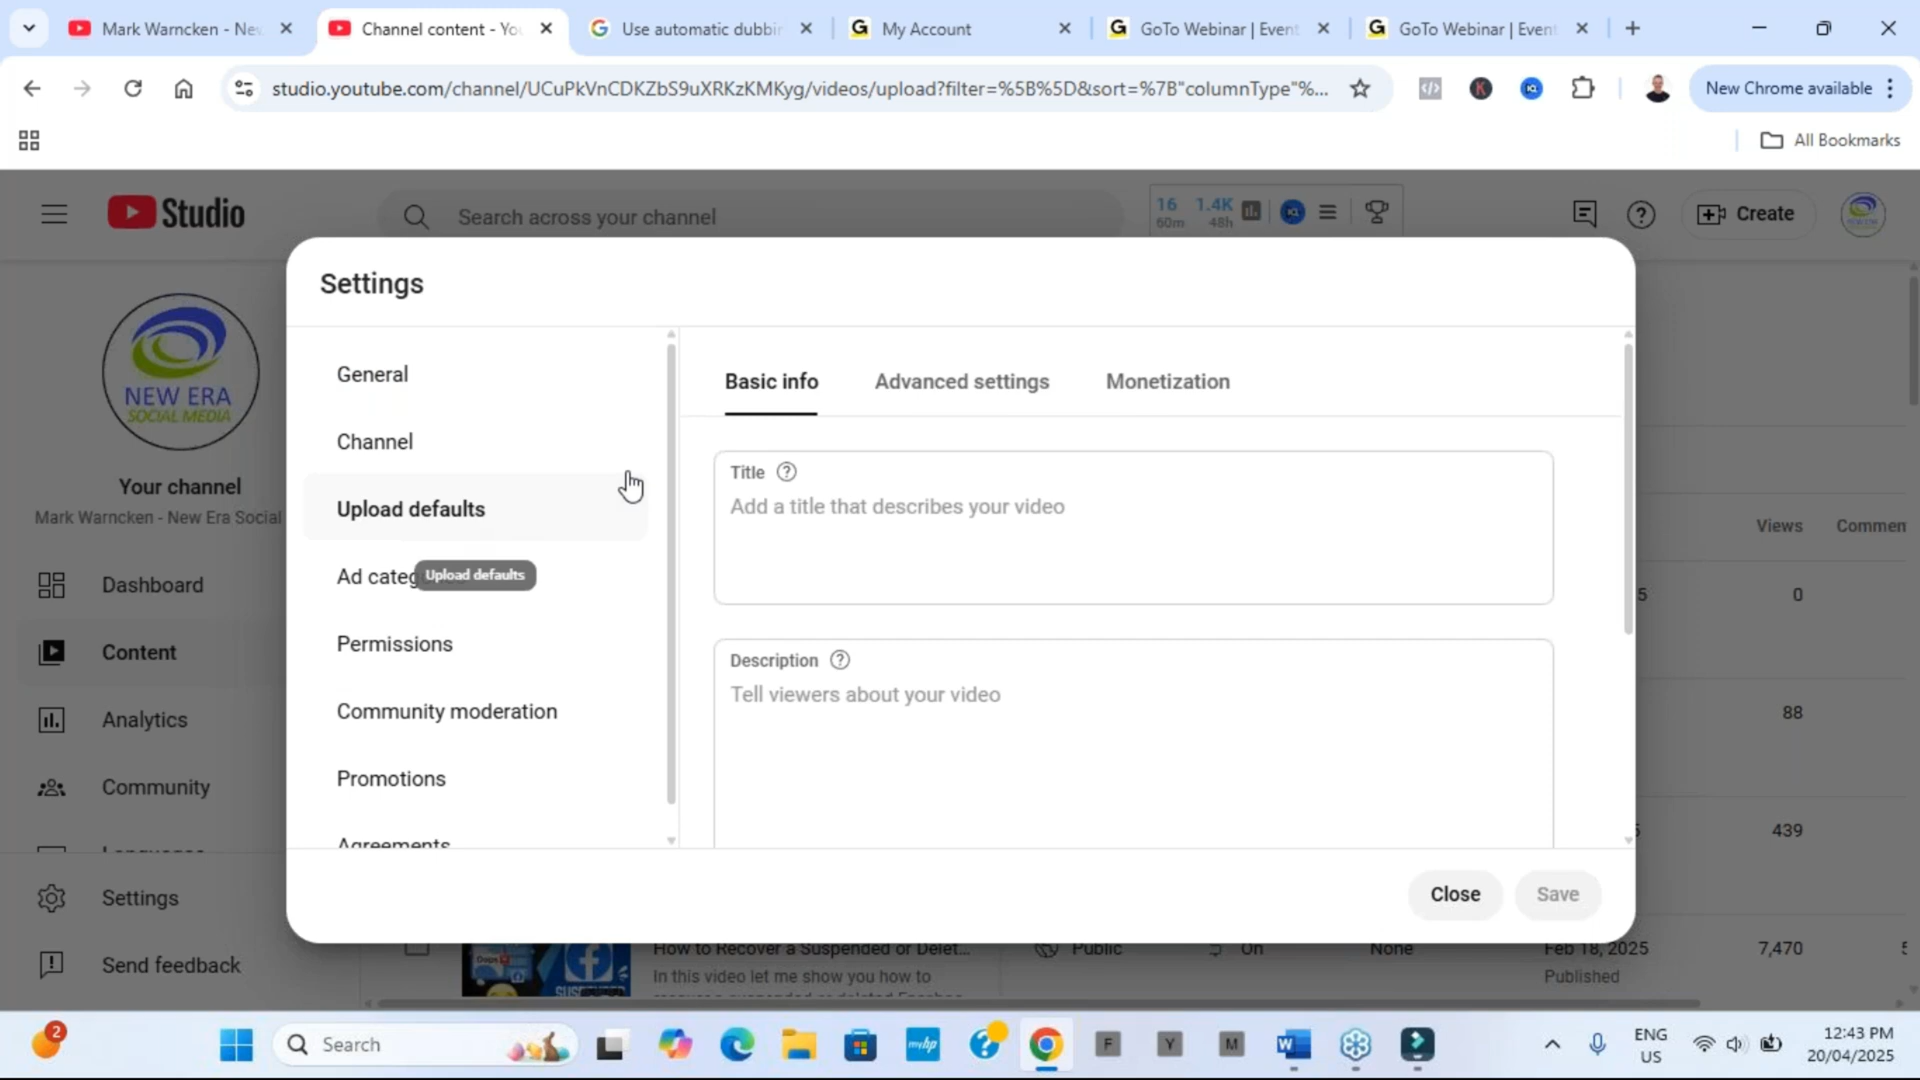 Mark Warncken - Ne
Channel content - Yo
Use automatic dubbin
My Account
GoTo Webinar | Event
GoTo Webinar | Event
studio.youtube.com/channel/UCuPkVnCDKZbS9uXRKzKMKyg/videos/upload?filter=%5B%5D&sort=%7B"columnType"%...
New Chrome available
All Bookmarks
Studio
Search across your channel
16 1.4K
60m 48h
Create
Settings
General
Channel
Upload defaults
Ad categ
Upload defaults
Permissions
Community moderation
Promotions
Agreements
Basic info
Advanced settings
Monetization
Title
Add a title that describes your video
Description
Tell viewers about your video
Close
Save
NEW ERA
SOCIAL MEDIA
Your channel
Mark Warncken - New Era Social
Dashboard
Content
Analytics
Community
Languages
Settings
Send feedback
Views
Commen
5
0
88
5
439
How to Recover a Suspended or Delet...
In this video let me show you how to
Public
On
None
Feb 18, 2025
Published
7,470
2
Search
myhp
F
Y
M
ENG
US
12:43 PM
20/04/2025